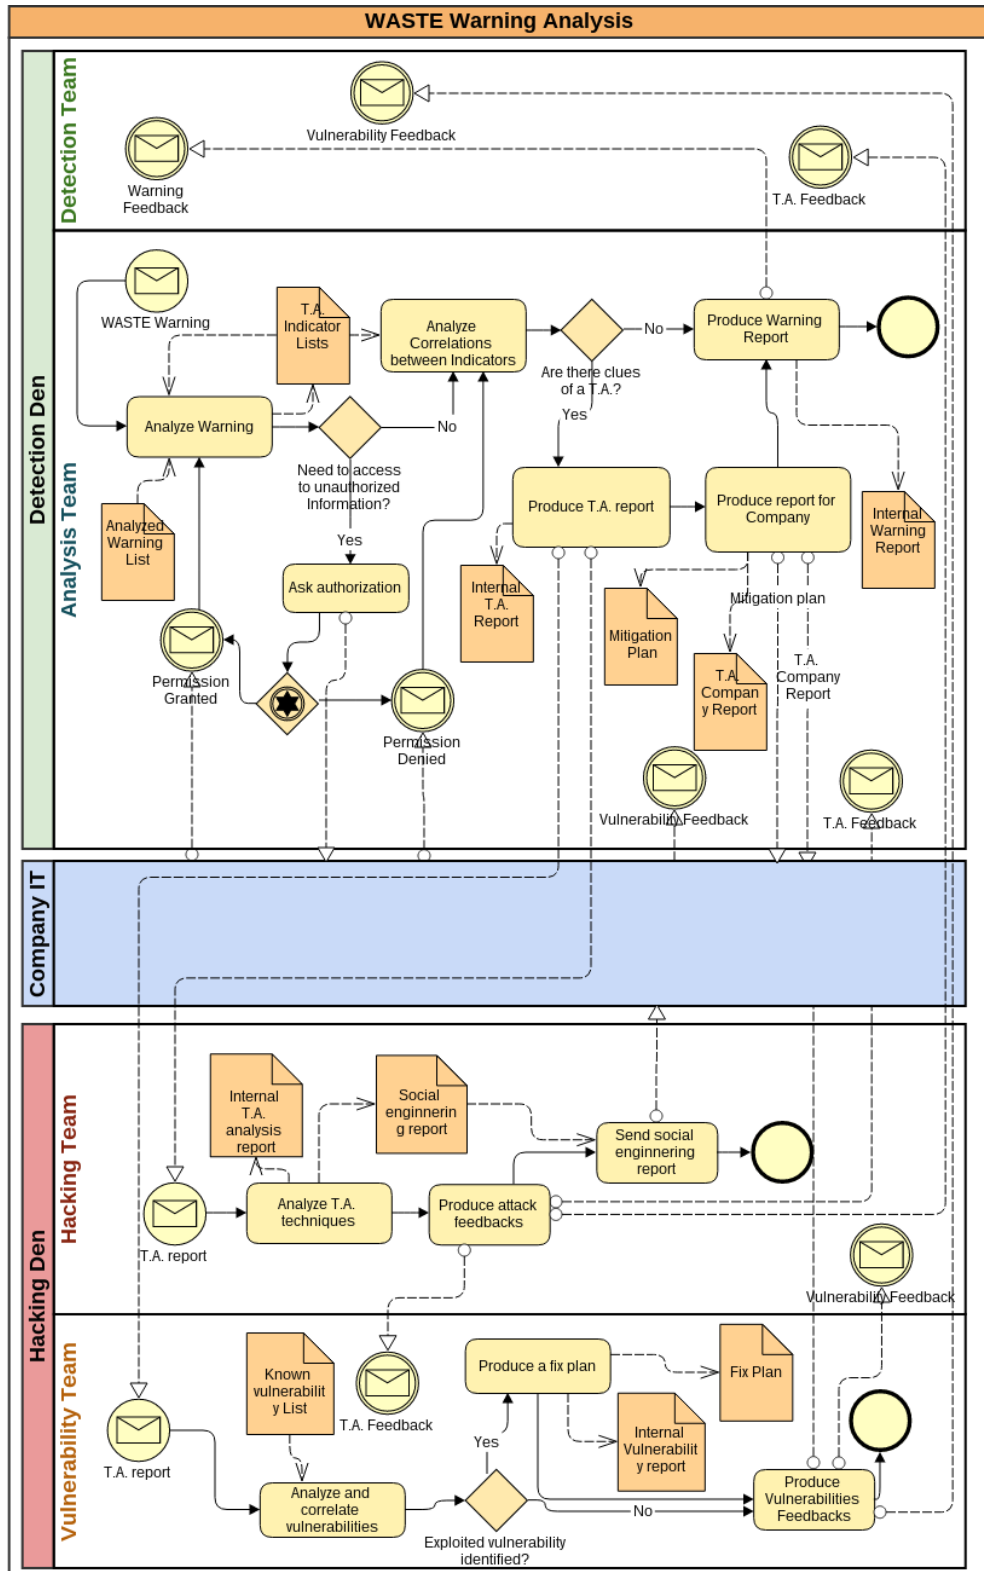 WASTE Warning Analysis
Detection Den
Detection Team
Vulnerability Feedback
Warning
Feedback
T.A. Feedback
Analysis Team
WASTE Warning
T.A.
Indicator
Lists
Analyze
Correlations
between Indicators
Are there clues
of a T.A.?
No
Yes
Produce Warning
Report
Analyze Warning
Need to access
to unauthorized
Information?
No
Yes
Analyzed
Warning
List
Produce T.A. report
Produce report for
Company
Internal
Warning
Report
Ask authorization
Internal
T.A.
Report
Mitigation
Plan
Mitigation plan
T.A.
Compan
y Report
T.A.
Company
Report
Permission
Granted
Permission
Denied
Vulnerability Feedback
T.A. Feedback
Company IT
Hacking Den
Hacking Team
Internal
T.A.
analysis
report
Social
enginnerin
g report
Send social
enginnering
report
T.A. report
Analyze T.A.
techniques
Produce attack
feedbacks
Vulnerability Feedback
Vulnerability Team
Known
vulnerabilit
y List
T.A. Feedback
Produce a fix plan
Fix Plan
Internal
Vulnerabilit
y report
T.A. report
Analyze and
correlate
vulnerabilities
Yes
No
Exploited vulnerability
identified?
Produce
Vulnerabilities
Feedbacks